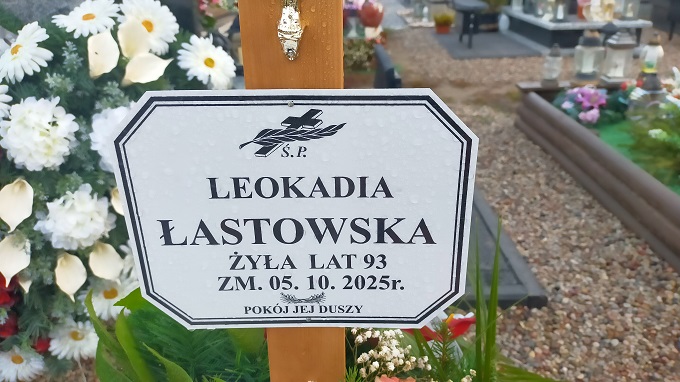 Ś.P.
LEOKADIA
ŁASTOWSKA
ŻYŁA LAT 93
ZM. 05. 10. 2025r.
POKÓJ JEJ DUSZY